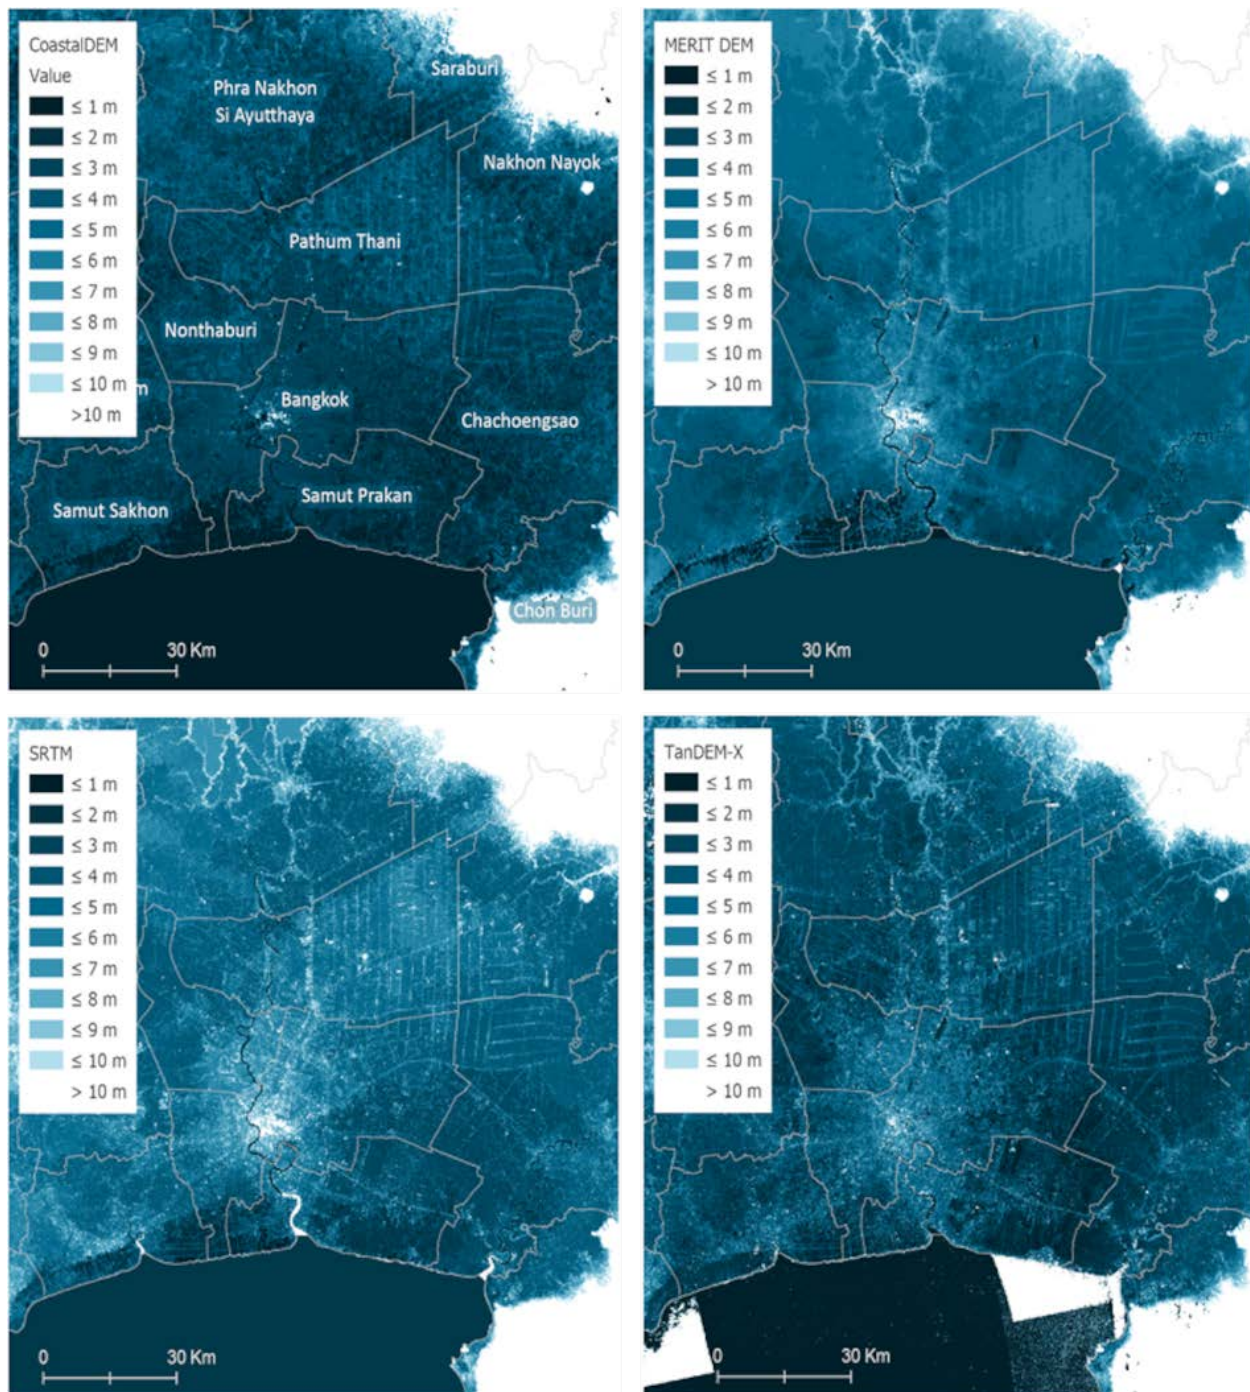 CoastalDEM
Value
≤ 1 m
≤ 2 m
≤ 3 m
≤ 4 m
≤ 5 m
≤ 6 m
≤ 7 m
≤ 8 m
≤ 9 m
≤ 10 m
>10 m
m
Saraburi
Phra Nakhon
Si Ayutthaya
Nakhon Nayok
Pathum Thani
Nonthaburi
Bangkok
Chachoengsao
Samut Prakan
Samut Sakhon
Chon Buri
0
30 Km
MERIT DEM
≤ 1 m
≤ 2 m
≤ 3 m
≤ 4 m
≤ 5 m
≤ 6 m
≤ 7 m
≤ 8 m
≤ 9 m
≤ 10 m
> 10 m
0
30 Km
SRTM
≤ 1 m
≤ 2 m
≤ 3 m
≤ 4 m
≤ 5 m
≤ 6 m
≤ 7 m
≤ 8 m
≤ 9 m
≤ 10 m
> 10 m
0
30 Km
TanDEM-X
≤ 1 m
≤ 2 m
≤ 3 m
≤ 4 m
≤ 5 m
≤ 6 m
≤ 7 m
≤ 8 m
≤ 9 m
≤ 10 m
> 10 m
0
30 Km